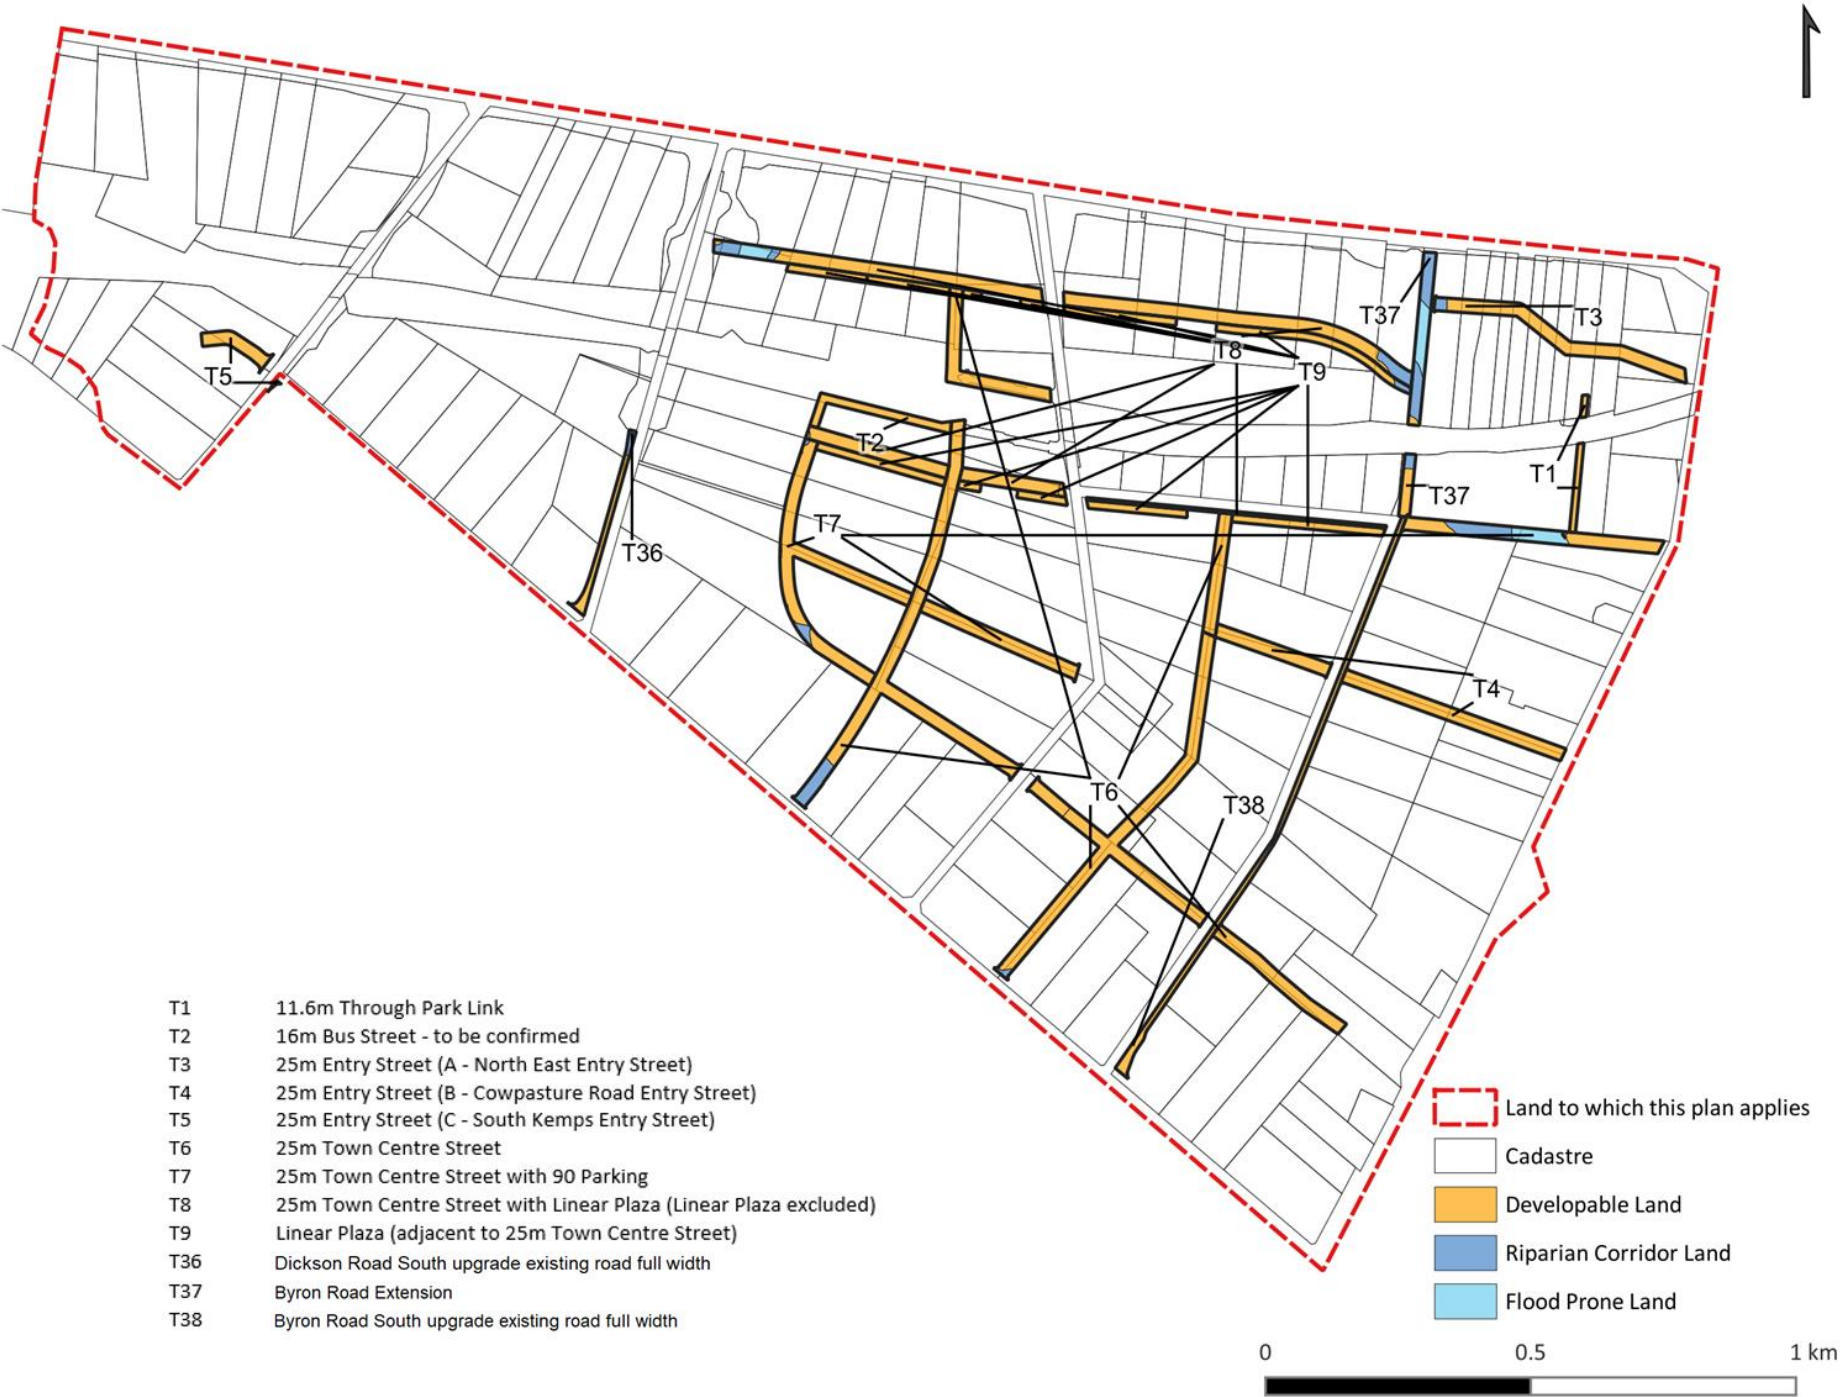 T37
T3
T8
T9
T5
T2
T1
T37
T7
T36
T4
T6
T38
T1 11.6m Through Park Link
T2 16m Bus Street - to be confirmed
T3 25m Entry Street (A - North East Entry Street)
T4 25m Entry Street (B - Cowpasture Road Entry Street)
T5 25m Entry Street (C - South Kemps Entry Street)
T6 25m Town Centre Street
T7 25m Town Centre Street with 90 Parking
T8 25m Town Centre Street with Linear Plaza (Linear Plaza excluded)
T9 Linear Plaza (adjacent to 25m Town Centre Street)
T36 Dickson Road South upgrade existing road full width
T37 Byron Road Extension
T38 Byron Road South upgrade existing road full width
Land to which this plan applies
Cadastre
Developable Land
Riparian Corridor Land
Flood Prone Land
0 0.5 1 km